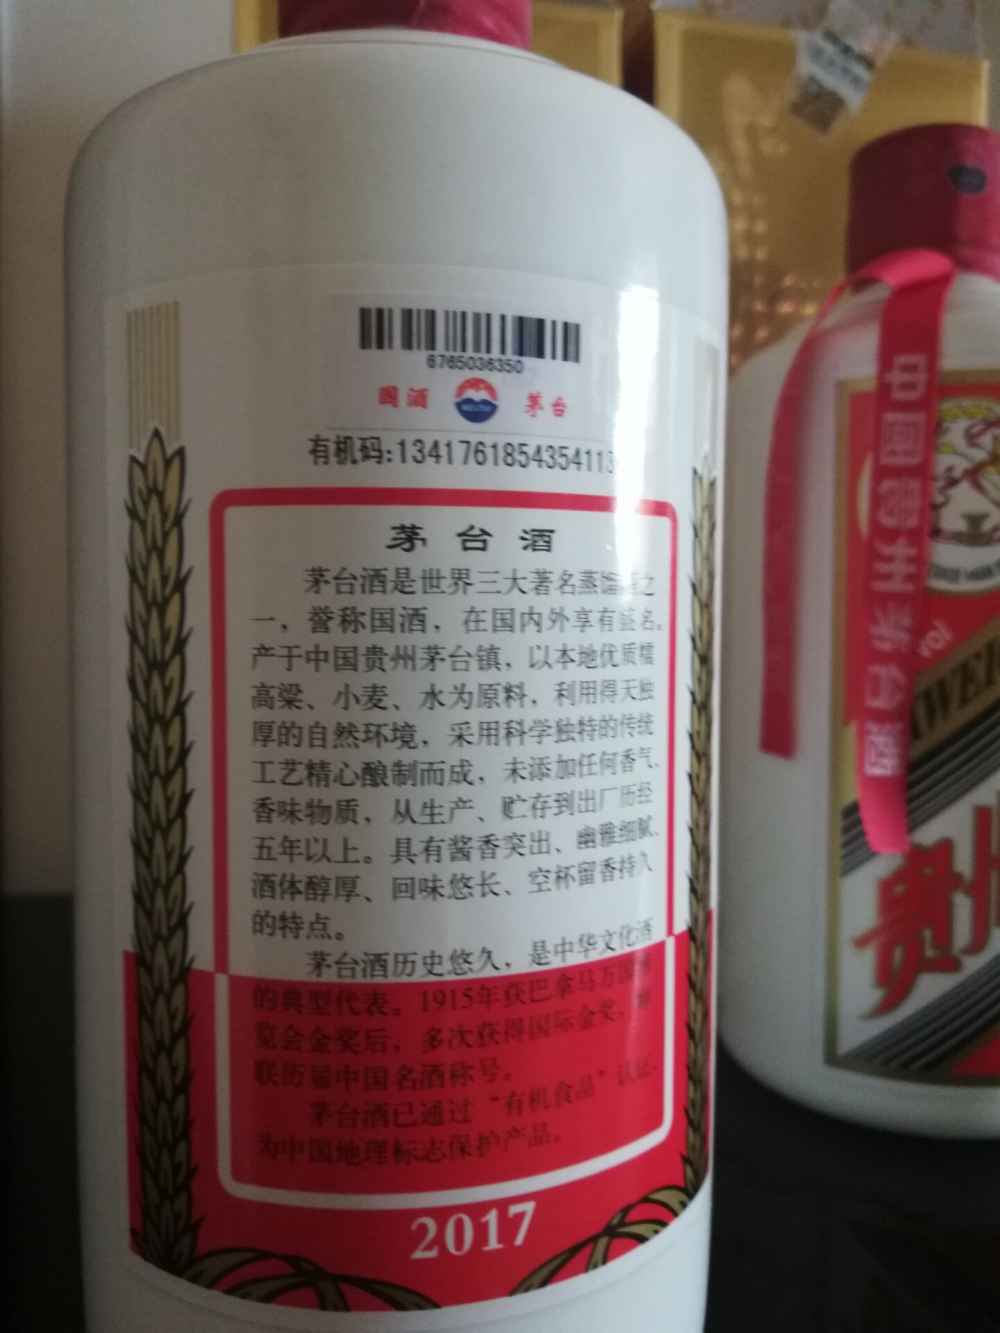 6765036350
国酒 茅台
有机码:1341761854354113
茅台酒
茅台酒是世界三大著名蒸馏酒之
一，誉称国酒，在国内外享有盛名。
产于中国贵州茅台镇，以本地优质糯
高粱、小麦、水为原料，利用得天独
厚的自然环境，采用科学独特的传统
工艺精心酿制而成，未添加任何香气、
香味物质，从生产、贮存到出厂历经
五年以上。具有酱香突出、幽雅细腻、
酒体醇厚、回味悠长、空杯留香持久
的特点。
茅台酒历史悠久，是中华文化酒
的典型代表。1915年获巴拿马万国博
览会金奖后，多次获得国际金奖，蝉
联历届中国名酒称号。
茅台酒已通过“有机食品”认证，
为中国地理标志保护产品。
2017
中国贵州茅台酒
vol
贵州